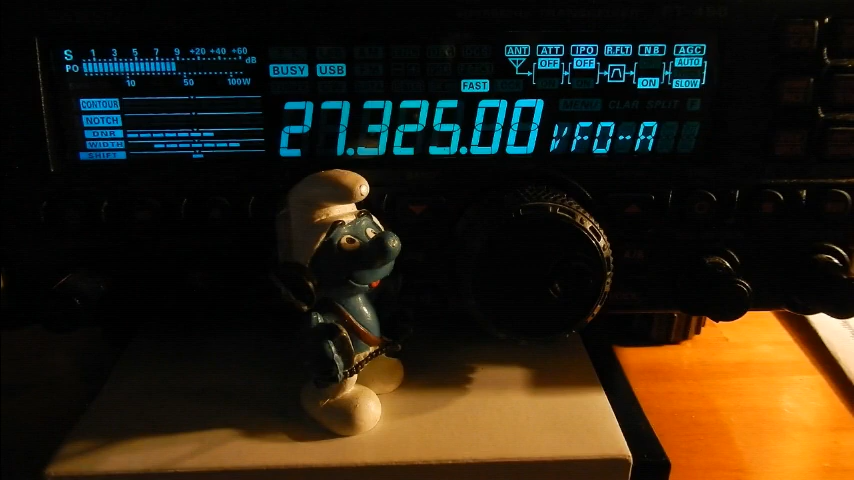 S 1 3 5 7 9 +20 +40 +60 dB
PO 10 50 100W
BUSY USB
FAST
ANT ATT IPO R.FLT NB AGC
OFF OFF AUTO
ON SLOW
CONTOUR
NOTCH
DNR
WIDTH
SHIFT
MENU CLAR SPLIT F
27.325.00 VFO-A